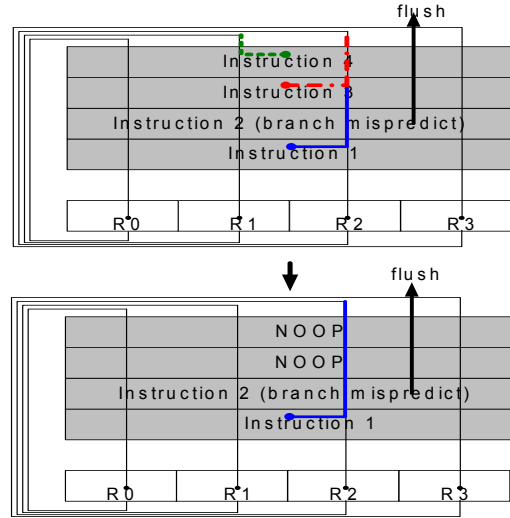 flush
Instruction 4
Instruction 3
Instruction 2 (branch mispredict)
Instruction 1
R0 R1 R2 R3
flush
NOOP
NOOP
Instruction 2 (branch mispredict)
Instruction 1
R0 R1 R2 R3